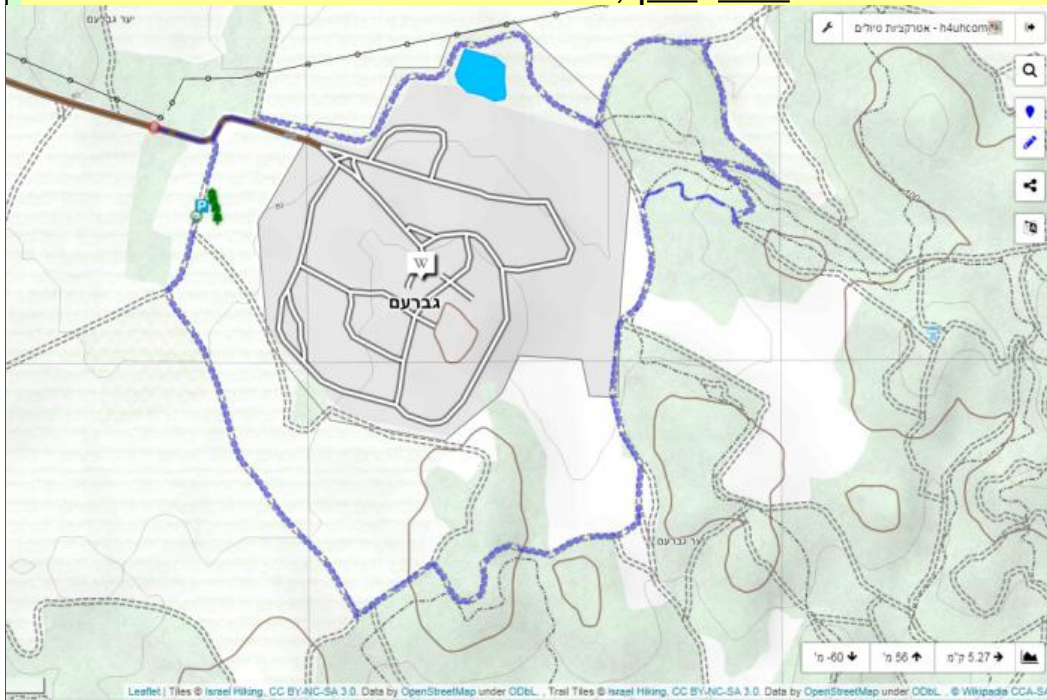 יער גברעם
h4uhcom - אטרקציות טיולים
P
W
גברעם
100
יער גברעם
5.27 ק"מ
56 מ'
-60 מ'
Leaflet | Tiles © Israel Hiking, CC BY-NC-SA 3.0. Data by OpenStreetMap under ODbL. , Trail Tiles © Israel Hiking, CC BY-NC-SA 3.0. Data by OpenStreetMap under ODbL. , © Wikipedia CCA-S